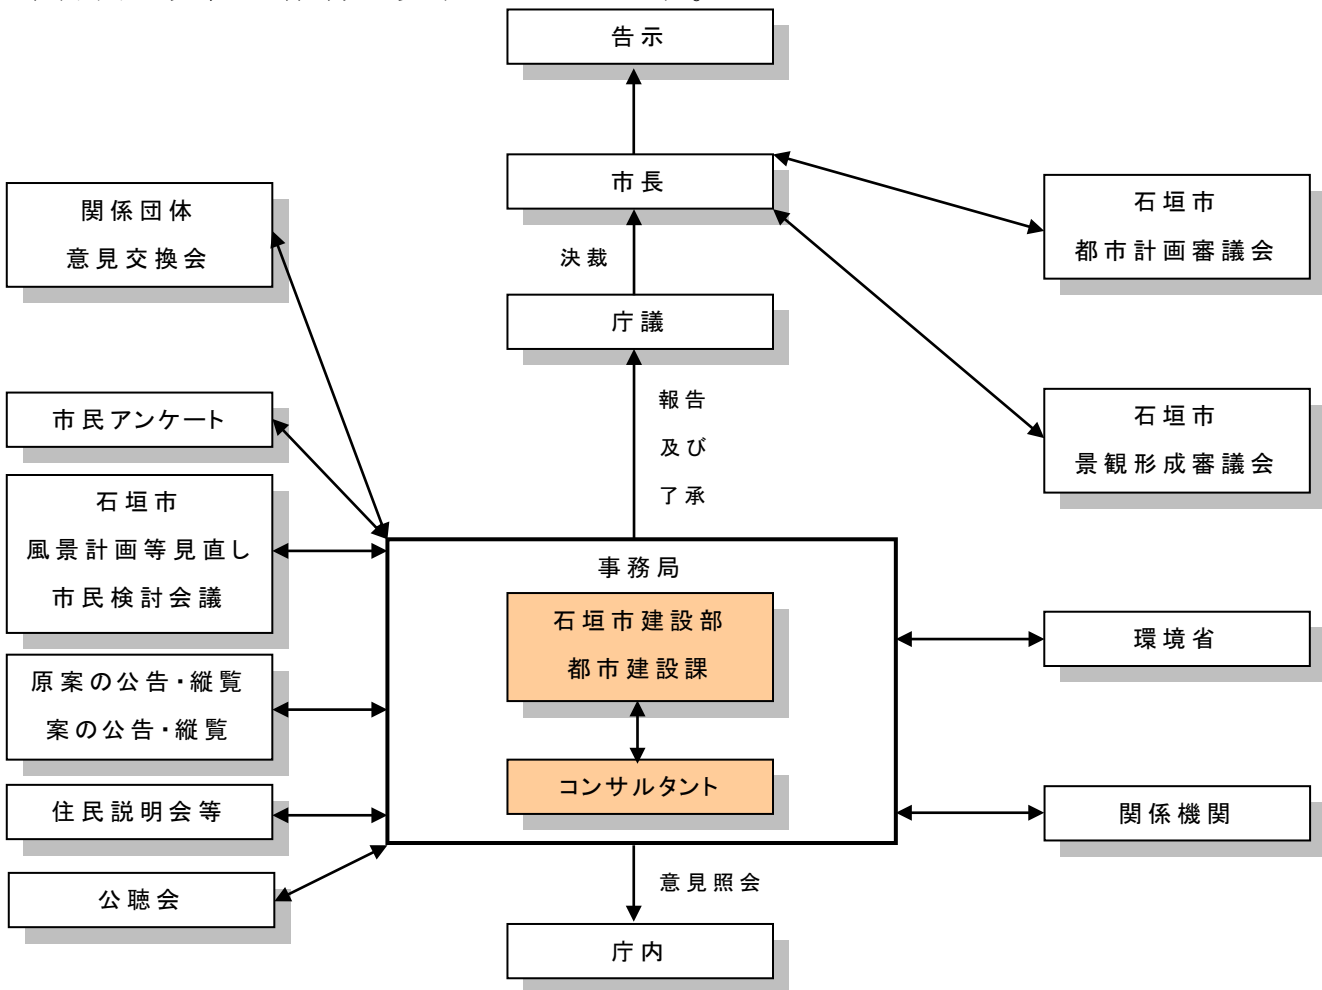 告示
市長
関係団体
意見交換会
石垣市
都市計画審議会
決裁
庁議
市民アンケート
報告
及び
了承
石垣市
景観形成審議会
石垣市
風景計画等見直し
市民検討会議
事務局
石垣市建設部
都市建設課
環境省
原案の公告・縦覧
案の公告・縦覧
コンサルタント
住民説明会等
関係機関
公聴会
意見照会
庁内